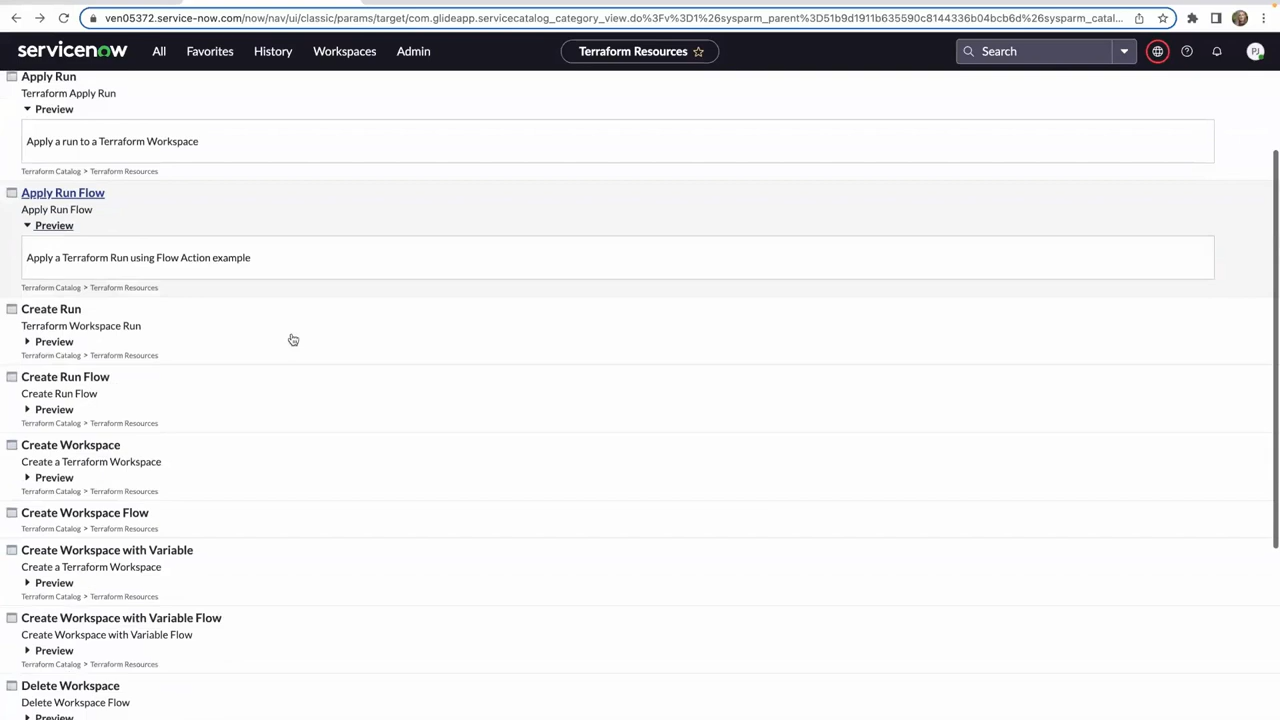 ven05372.service-now.com/now/nav/ui/classic/params/target/com.glideapp.servicecatalog_category_view.do%3Fv%3D1%26sysparm_parent%3D51b9d1911b635590c8144336b04bcb6d%26sysparm_catal...
servicenow All Favorites History Workspaces Admin Terraform Resources Search PJ
Apply Run
Terraform Apply Run
Preview
Apply a run to a Terraform Workspace
Terraform Catalog > Terraform Resources
Apply Run Flow
Apply Run Flow
Preview
Apply a Terraform Run using Flow Action example
Terraform Catalog > Terraform Resources
Create Run
Terraform Workspace Run
Preview
Terraform Catalog > Terraform Resources
Create Run Flow
Create Run Flow
Preview
Terraform Catalog > Terraform Resources
Create Workspace
Create a Terraform Workspace
Preview
Terraform Catalog > Terraform Resources
Create Workspace Flow
Terraform Catalog > Terraform Resources
Create Workspace with Variable
Create a Terraform Workspace
Preview
Terraform Catalog > Terraform Resources
Create Workspace with Variable Flow
Create Workspace with Variable Flow
Preview
Terraform Catalog > Terraform Resources
Delete Workspace
Delete Workspace Flow
Preview